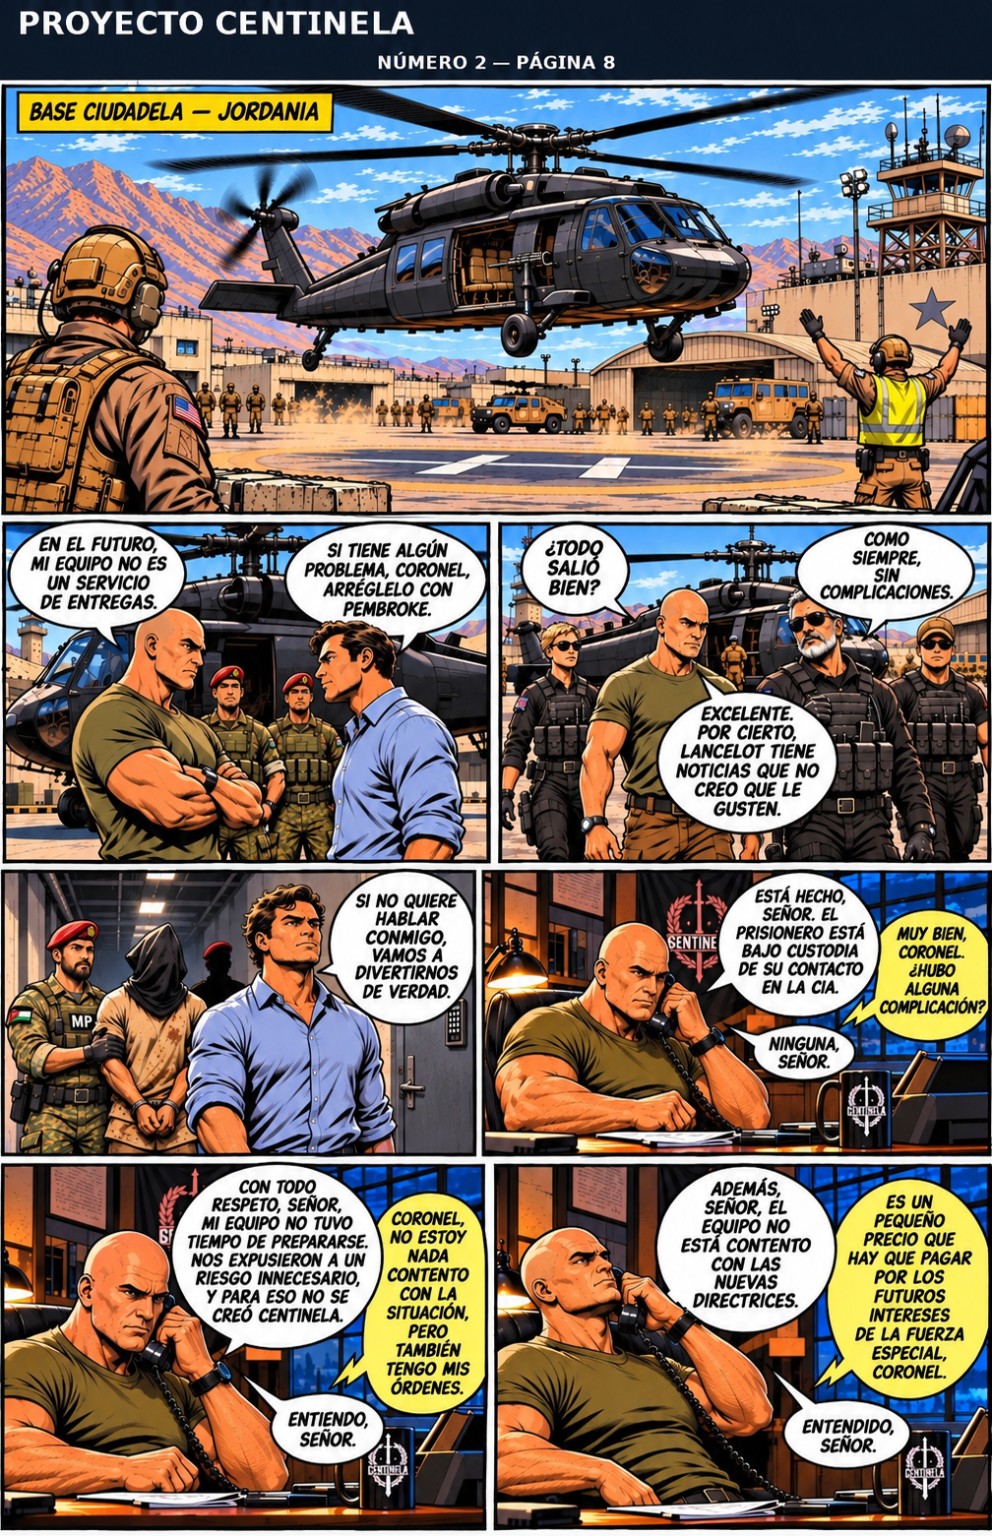 PROYECTO CENTINELA
NÚMERO 2 — PÁGINA 8
BASE CIUDADELA — JORDANIA
EN EL FUTURO,
MI EQUIPO NO ES
UN SERVICIO
DE ENTREGAS.
SI TIENE ALGÚN
PROBLEMA, CORONEL,
ARRÉGLELO CON
PEMBROKE.
¿TODO
SALIÓ
BIEN?
COMO
SIEMPRE,
SIN
COMPLICACIONES.
EXCELENTE.
POR CIERTO,
LANCELOT TIENE
NOTICIAS QUE NO
CREO QUE LE
GUSTEN.
SI NO QUIERE
HABLAR
CONMIGO,
VAMOS A
DIVERTIRNOS
DE VERDAD.
MP
ESTÁ HECHO,
SEÑOR. EL
PRISIONERO ESTÁ
BAJO CUSTODIA
DE SU CONTACTO
EN LA CIA.
MUY BIEN,
CORONEL.
¿HUBO
ALGUNA
COMPLICACIÓN?
NINGUNA,
SEÑOR.
SENTINE
CENTINELA
CON TODO
RESPETO, SEÑOR,
MI EQUIPO NO TUVO
TIEMPO DE PREPARARSE.
NOS EXPUSIERON A UN
RIESGO INNECESARIO,
Y PARA ESO NO SE
CREÓ CENTINELA.
CORONEL,
NO ESTOY
NADA
CONTENTO
CON LA
SITUACIÓN,
PERO
TAMBIÉN
TENGO MIS
ÓRDENES.
ENTIENDO,
SEÑOR.
CENTINELA
ADEMÁS,
SEÑOR, EL
EQUIPO NO
ESTÁ CONTENTO
CON LAS
NUEVAS
DIRECTRICES.
ES UN
PEQUEÑO
PRECIO QUE
HAY QUE PAGAR
POR LOS
FUTUROS
INTERESES
DE LA FUERZA
ESPECIAL,
CORONEL.
ENTENDIDO,
SEÑOR.
CENTINELA